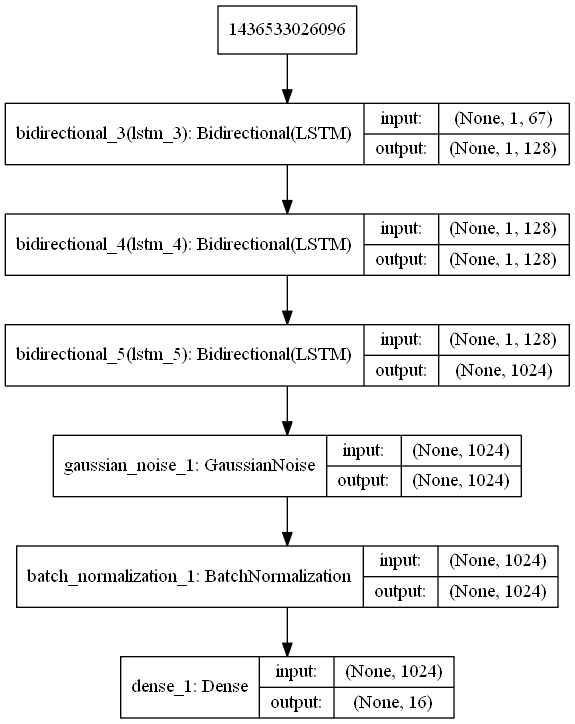 1436533026096
bidirectional_3(lstm_3): Bidirectional(LSTM)
input: (None, 1, 67)
output: (None, 1, 128)
bidirectional_4(lstm_4): Bidirectional(LSTM)
input: (None, 1, 128)
output: (None, 1, 128)
bidirectional_5(lstm_5): Bidirectional(LSTM)
input: (None, 1, 128)
output: (None, 1024)
gaussian_noise_1: GaussianNoise
input: (None, 1024)
output: (None, 1024)
batch_normalization_1: BatchNormalization
input: (None, 1024)
output: (None, 1024)
dense_1: Dense
input: (None, 1024)
output: (None, 16)